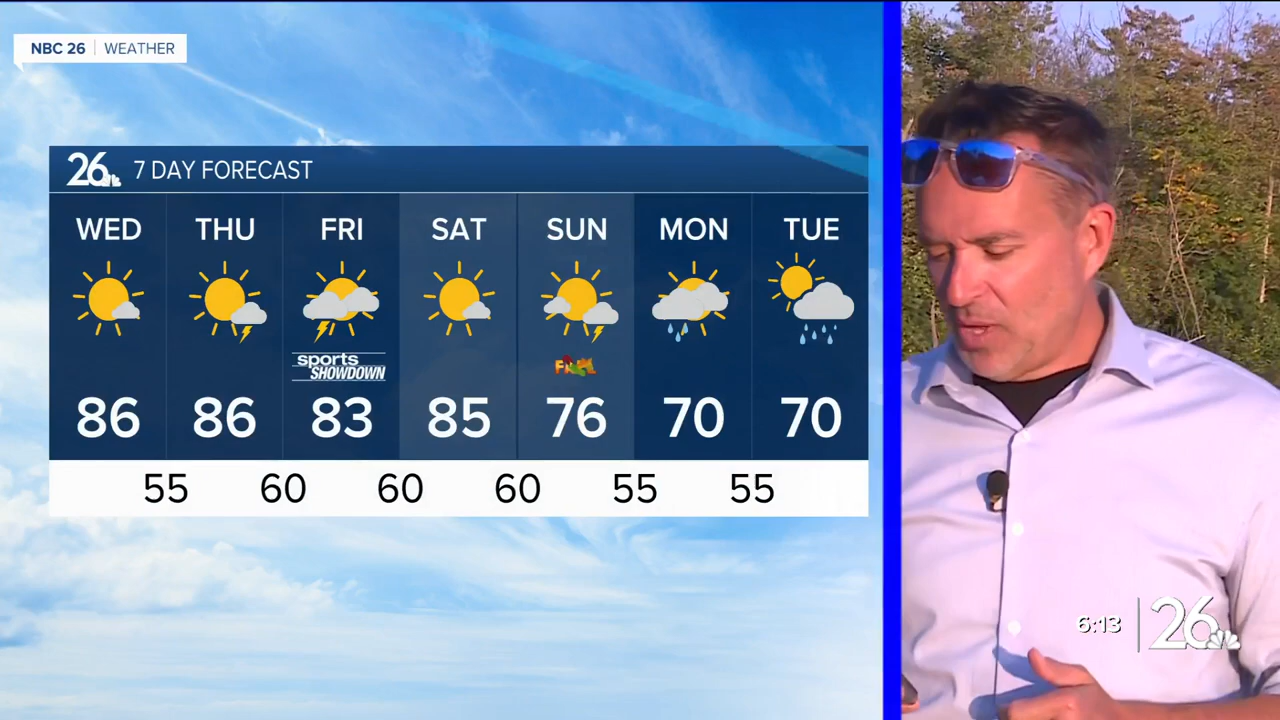 NBC 26 | WEATHER
26 7 DAY FORECAST
WED THU FRI SAT SUN MON TUE
sports
SHOWDOWN
FALL
86 86 83 85 76 70 70
55 60 60 60 55 55
6:13 | 26